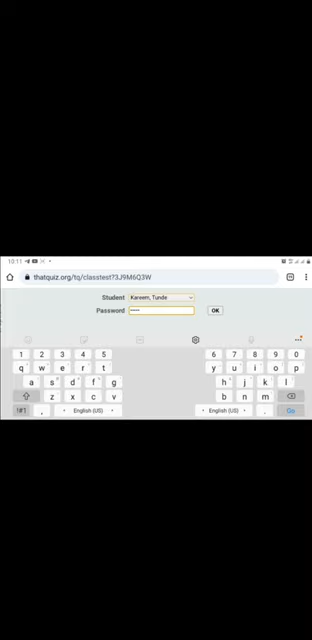 10:11
thatquiz.org/tq/classtest?3J9M6Q3W
Student Kareem, Tunde
Password ····· OK
1 2 3 4 5 6 7 8 9 0
q w e r t y u i o p
a s d f g h j k l
z x c v b n m
!#1 , English (US) English (US) . Go